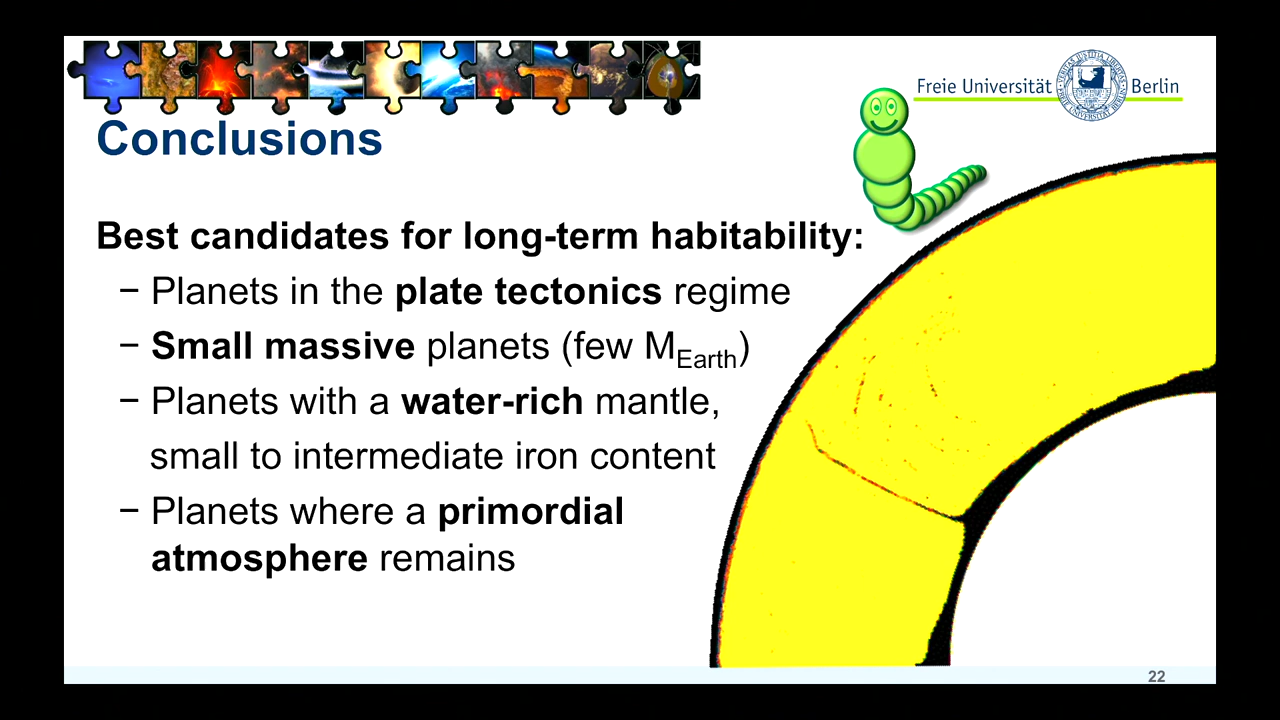 Freie Universität Berlin
Conclusions
Best candidates for long-term habitability:
− Planets in the plate tectonics regime
− Small massive planets (few MEarth)
− Planets with a water-rich mantle,
small to intermediate iron content
− Planets where a primordial
atmosphere remains
22